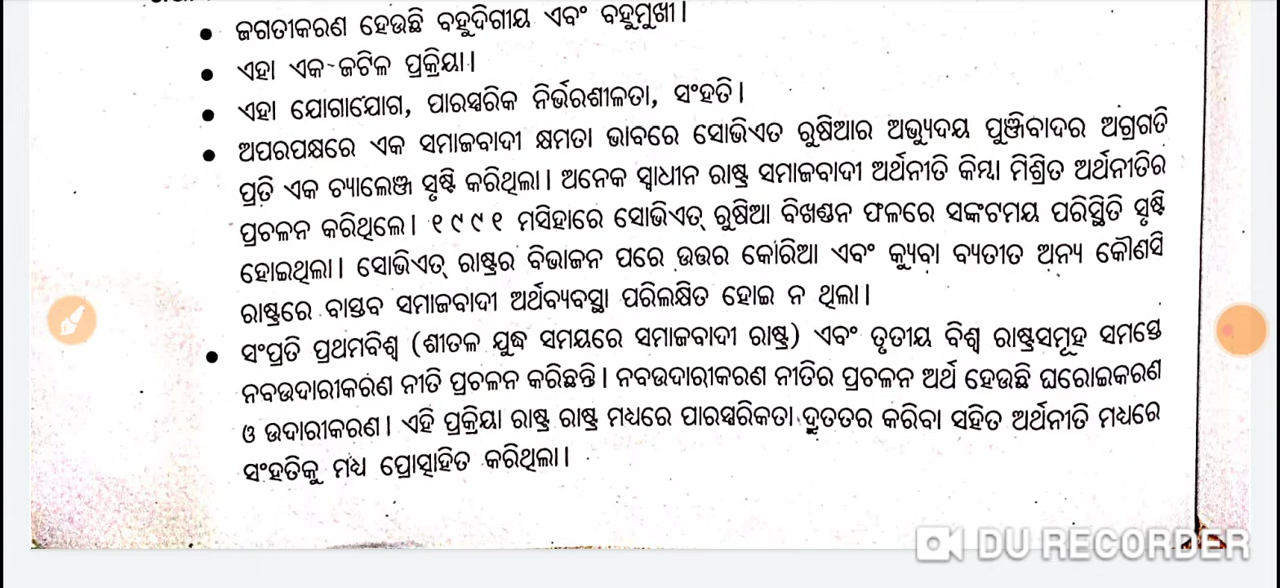 • ଜଗତୀକରଣ ହେଉଛି ବହୁଦିଗୀୟ ଏବଂ ବହୁମୁଖୀ।
• ଏହା ଏକ ଜଟିଳ ପ୍ରକ୍ରିୟା।
• ଏହା ଯୋଗାଯୋଗ, ପାରସ୍ପରିକ ନିର୍ଭରଶୀଳତା, ସଂହତି।
• ଅପରପକ୍ଷରେ ଏକ ସମାଜବାଦୀ କ୍ଷମତା ଭାବରେ ସୋଭିଏତ ରୁଷିଆର ଅଭ୍ୟୁଦୟ ପୁଞ୍ଜିବାଦର ଅଗ୍ରଗତି
ପ୍ରତି ଏକ ଚ୍ୟାଲେଞ୍ଜ ସୃଷ୍ଟି କରିଥିଲା। ଅନେକ ସ୍ୱାଧୀନ ରାଷ୍ଟ୍ର ସମାଜବାଦୀ ଅର୍ଥନୀତି କିମ୍ବା ମିଶ୍ରିତ ଅର୍ଥନୀତିର
ପ୍ରଚଳନ କରିଥିଲେ। ୧୯୯୧ ମସିହାରେ ସୋଭିଏତ୍ ରୁଷିଆ ବିଖଣ୍ଡନ ଫଳରେ ସଙ୍କଟମୟ ପରିସ୍ଥିତି ସୃଷ୍ଟି
ହୋଇଥିଲା। ସୋଭିଏତ୍ ରାଷ୍ଟ୍ରର ବିଭାଜନ ପରେ ଉତ୍ତର କୋରିଆ ଏବଂ କ୍ୟୁବା ବ୍ୟତୀତ ଅନ୍ୟ କୌଣସି
ରାଷ୍ଟ୍ରରେ ବାସ୍ତବ ସମାଜବାଦୀ ଅର୍ଥବ୍ୟବସ୍ଥା ପରିଲକ୍ଷିତ ହୋଇ ନ ଥିଲା।
• ସଂପ୍ରତି ପ୍ରଥମବିଶ୍ୱ (ଶୀତଳ ଯୁଦ୍ଧ ସମୟରେ ସମାଜବାଦୀ ରାଷ୍ଟ୍ର) ଏବଂ ତୃତୀୟ ବିଶ୍ୱ ରାଷ୍ଟ୍ରସମୂହ ସମସ୍ତେ
ନବଉଦାରୀକରଣ ନୀତି ପ୍ରଚଳନ କରିଛନ୍ତି। ନବଉଦାରୀକରଣ ନୀତିର ପ୍ରଚଳନ ଅର୍ଥ ହେଉଛି ଘରୋଇକରଣ
ଓ ଉଦାରୀକରଣ। ଏହି ପ୍ରକ୍ରିୟା ରାଷ୍ଟ୍ର ରାଷ୍ଟ୍ର ମଧ୍ୟରେ ପାରସ୍ପରିକତା ଦ୍ରୁତତର କରିବା ସହିତ ଅର୍ଥନୀତି ମଧ୍ୟରେ
ସଂହତିକୁ ମଧ୍ୟ ପ୍ରୋତ୍ସାହିତ କରିଥିଲା।
DU RECORDER